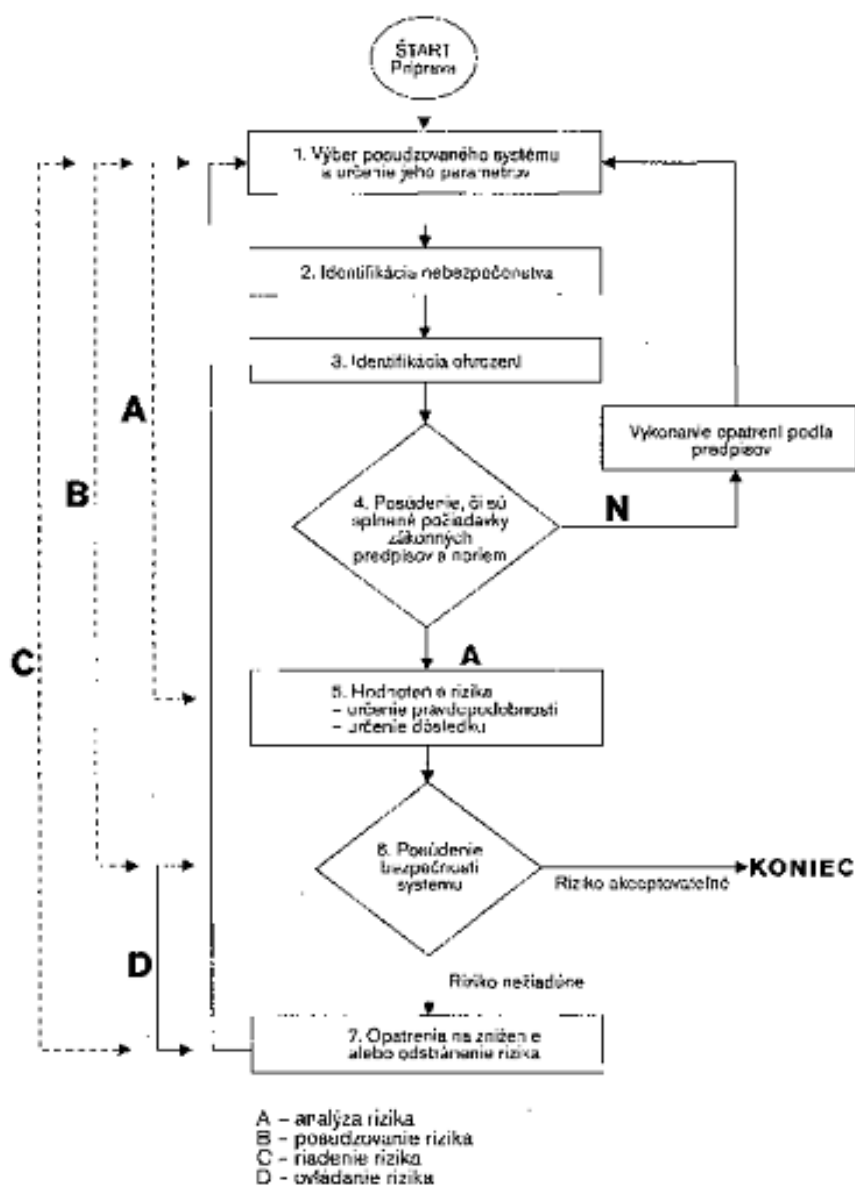 ŠTART
Príprava
1. Výber posudzovaného systému
a určenie jeho parametrov
2. Identifikácia nebezpečenstva
3. Identifikácia ohrození
A
Vykonanie opatrení podľa
predpisov
B
4. Posúdenie, či sú
splnené požiadavky
zákonných
predpisov a noriem
N
C
A
5. Hodnotenie rizika
– určenie pravdepodobnosti
– určenie dôsledku
6. Posúdenie
bezpečnosti
systému
KONIEC
Riziko akceptovateľné
D
Riziko nežiadúne
7. Opatrenia na zníženie
alebo odstránenie rizika
A – analýza rizika
B – posudzovanie rizika
C – riadenie rizika
D – ovládanie rizika